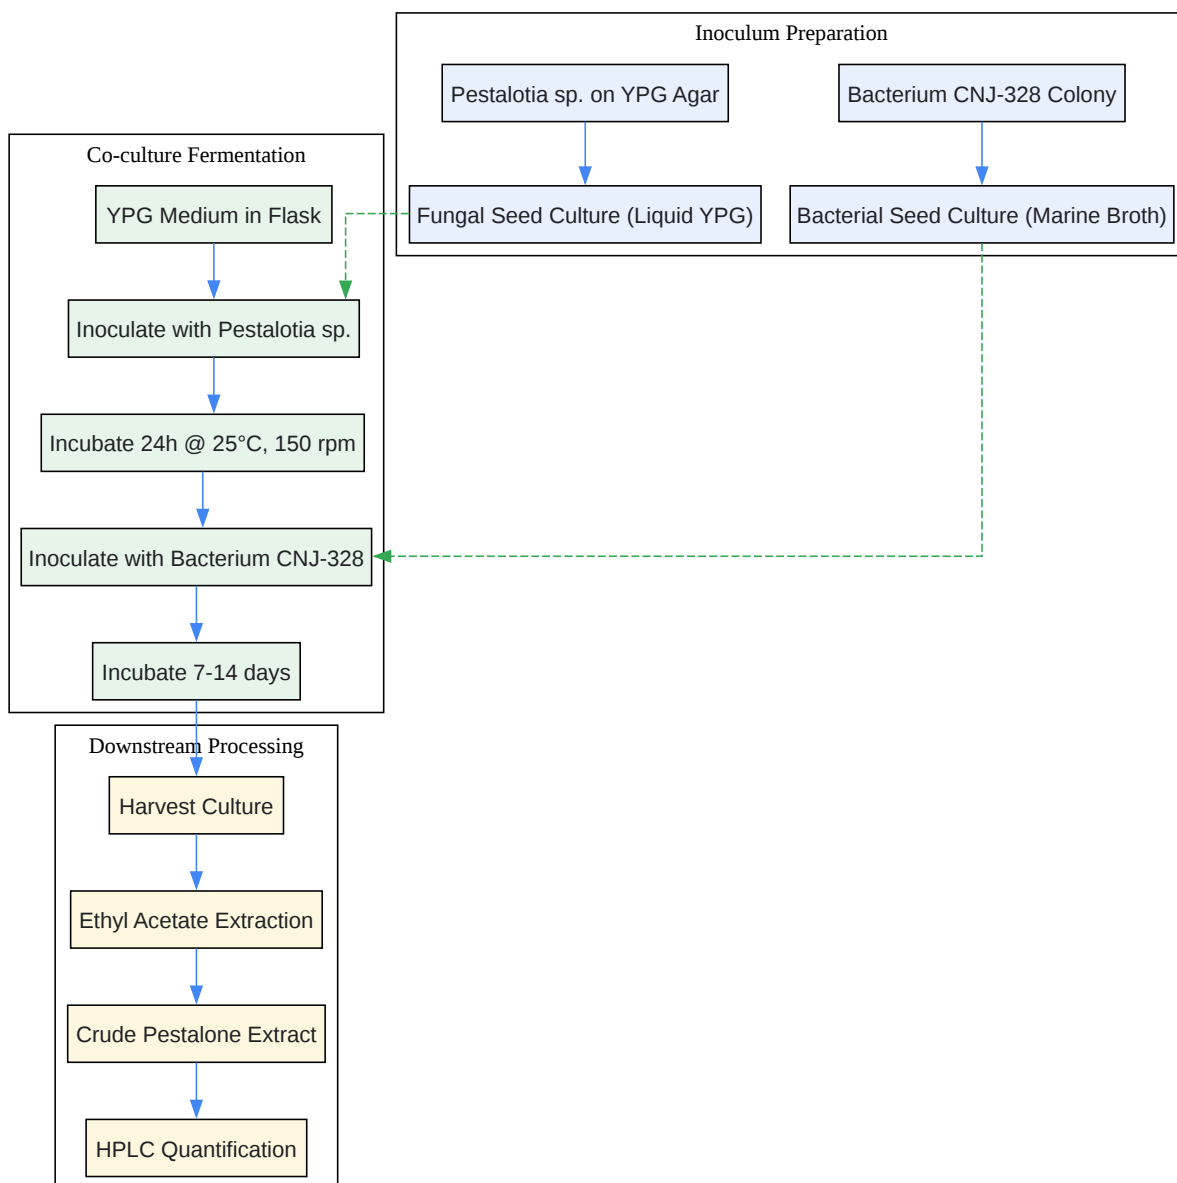 Inoculum Preparation
Pestalotia sp. on YPG Agar
Bacterium CNJ-328 Colony
Fungal Seed Culture (Liquid YPG)
Bacterial Seed Culture (Marine Broth)
Co-culture Fermentation
YPG Medium in Flask
Inoculate with Pestalotia sp.
Incubate 24h @ 25°C, 150 rpm
Inoculate with Bacterium CNJ-328
Incubate 7-14 days
Downstream Processing
Harvest Culture
Ethyl Acetate Extraction
Crude Pestalone Extract
HPLC Quantification